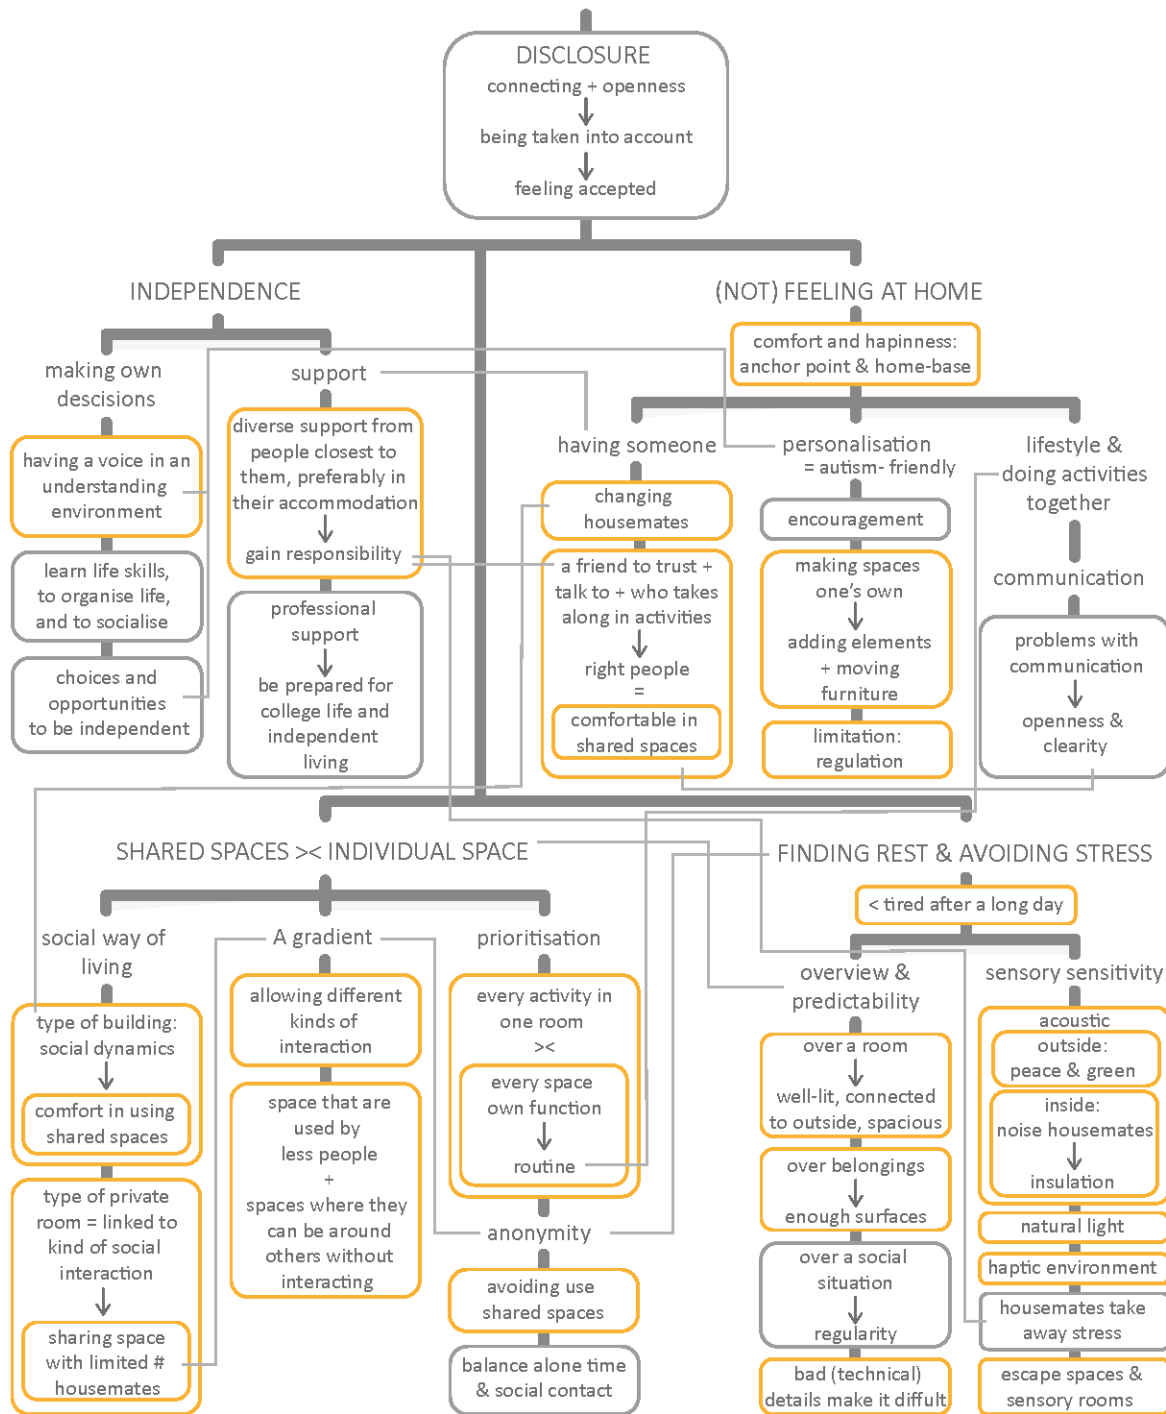 DISCLOSURE
connecting + openness
being taken into account
feeling accepted
INDEPENDENCE
making own
descisions
having a voice in an
understanding
environment
learn life skills,
to organise life,
and to socialise
choices and
opportunities
to be independent
support
diverse support from
people closest to
them, preferably in
their accommodation
gain responsibility
professional
support
be prepared for
college life and
independent
living
(NOT) FEELING AT HOME
comfort and hapinness:
anchor point & home-base
having someone
changing
housemates
a friend to trust +
talk to + who takes
along in activities
right people
=
comfortable in
shared spaces
personalisation
= autism- friendly
encouragement
making spaces
one's own
adding elements
+ moving
furniture
limitation:
regulation
lifestyle &
doing activities
together
communication
problems with
communication
openness &
clearity
SHARED SPACES >< INDIVIDUAL SPACE
social way of
living
type of building:
social dynamics
comfort in using
shared spaces
type of private
room = linked to
kind of social
interaction
sharing space
with limited #
housemates
A gradient
allowing different
kinds of
interaction
space that are
used by
less people
+
spaces where they
can be around
others without
interacting
prioritisation
every activity in
one room
><
every space
own function
routine
anonymity
avoiding use
shared spaces
balance alone time
& social contact
FINDING REST & AVOIDING STRESS
< tired after a long day
overview &
predictability
over a room
well-lit, connected
to outside, spacious
over belongings
enough surfaces
over a social
situation
regularity
bad (technical)
details make it diffult
sensory sensitivity
acoustic
outside:
peace & green
inside:
noise housemates
insulation
natural light
haptic environment
housemates take
away stress
escape spaces &
sensory rooms